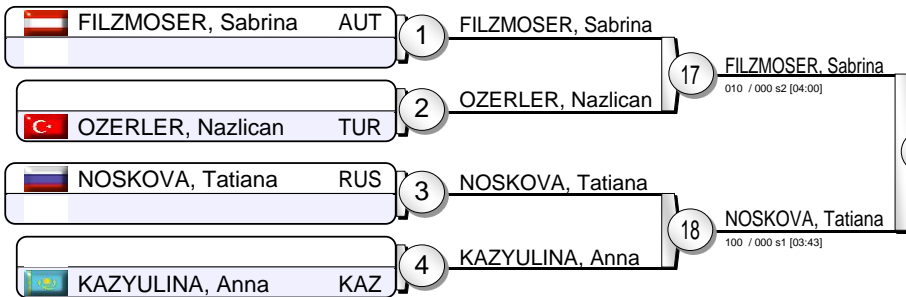 FILZMOSER, Sabrina AUT
1
FILZMOSER, Sabrina
17
FILZMOSER, Sabrina
010 / 000 s2 [04:00]
2
OZERLER, Nazlican
OZERLER, Nazlican TUR
NOSKOVA, Tatiana RUS
3
NOSKOVA, Tatiana
18
NOSKOVA, Tatiana
100 / 000 s1 [03:43]
4
KAZYULINA, Anna
KAZYULINA, Anna KAZ